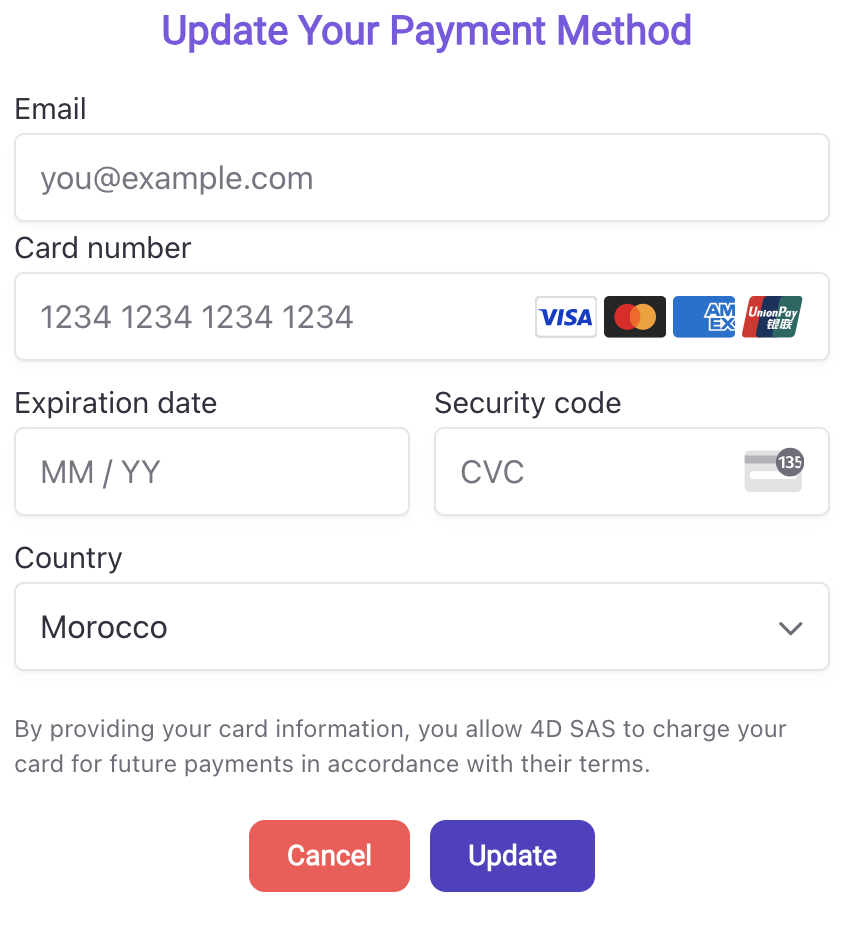 Update Your Payment Method
Email
you@example.com
Card number
1234 1234 1234 1234 VISA AM EX UnionPay 银联
Expiration date Security code
MM / YY CVC 135
Country
Morocco
By providing your card information, you allow 4D SAS to charge your
card for future payments in accordance with their terms.
Cancel Update